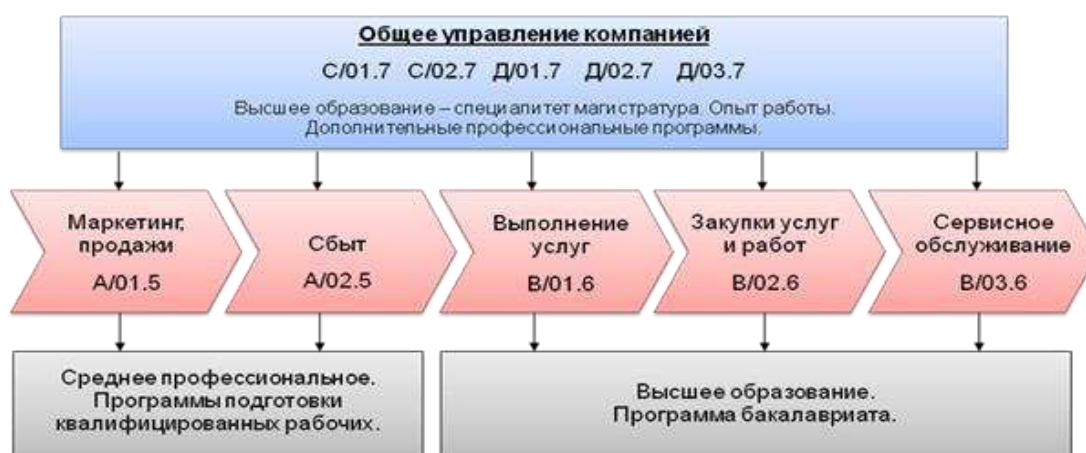 Общее управление компанией
С/01.7 С/02.7 Д/01.7 Д/02.7 Д/03.7
Высшее образование – специалитет магистратура. Опыт работы.
Дополнительные профессиональные программы.
Маркетинг,
продажи
А/01.5
Сбыт
А/02.5
Выполнение
услуг
В/01.6
Закупки услуг
и работ
В/02.6
Сервисное
обслуживание
В/03.6
Среднее профессиональное.
Программы подготовки
квалифицированных рабочих.
Высшее образование.
Программа бакалавриата.